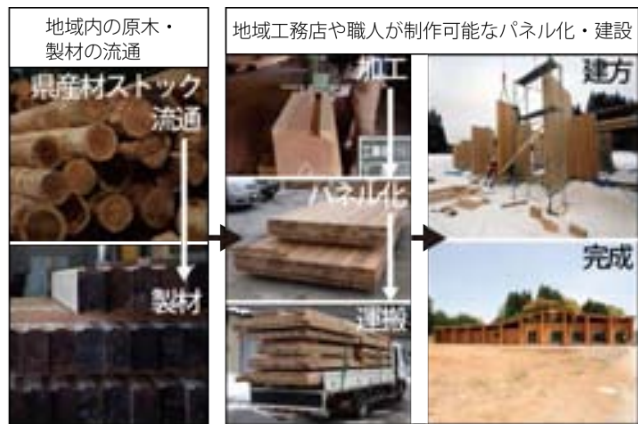 地域内の原木・
製材の流通
地域工務店や職人が制作可能なパネル化・建設
県産材ストック
流通
製材
加工
パネル化
運搬
建方
完成